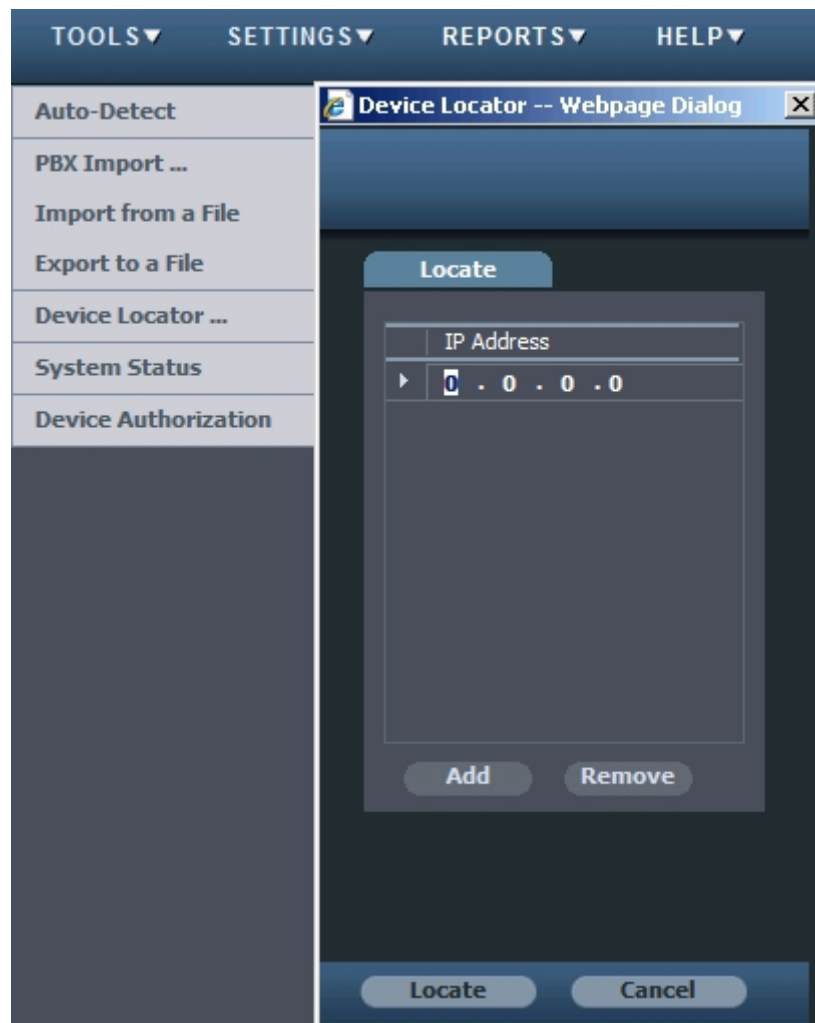 TOOLS▼ SETTINGS▼ REPORTS▼ HELP▼
Auto-Detect
PBX Import ...
Import from a File
Export to a File
Device Locator ...
System Status
Device Authorization
Device Locator -- Webpage Dialog
Locate
IP Address
0 . 0 . 0 . 0
Add Remove
Locate Cancel